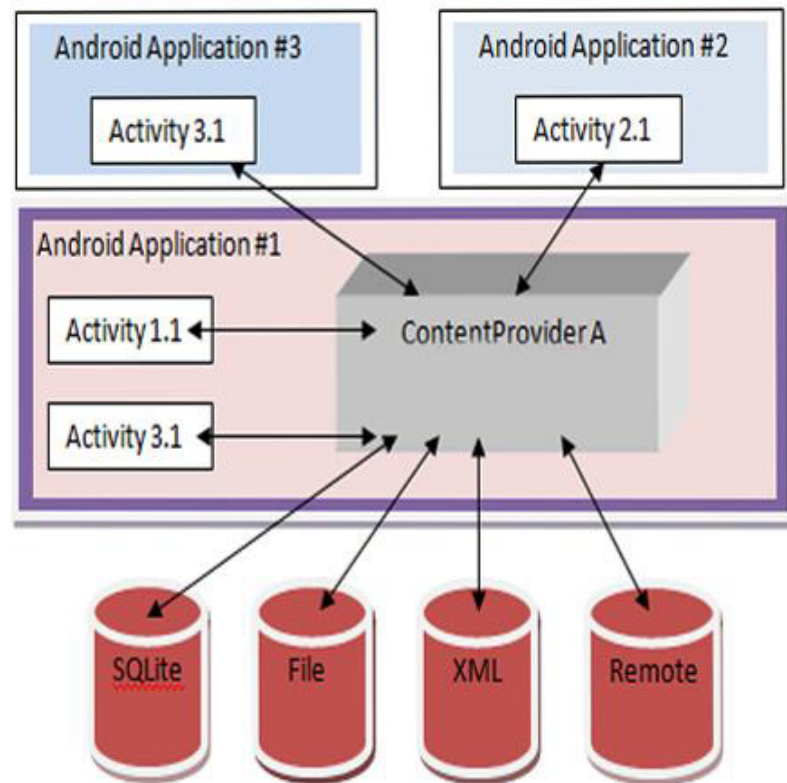 Android Application #3
Activity 3.1
Android Application #2
Activity 2.1
Android Application #1
Activity 1.1
ContentProvider A
Activity 3.1
SQLite
File
XML
Remote